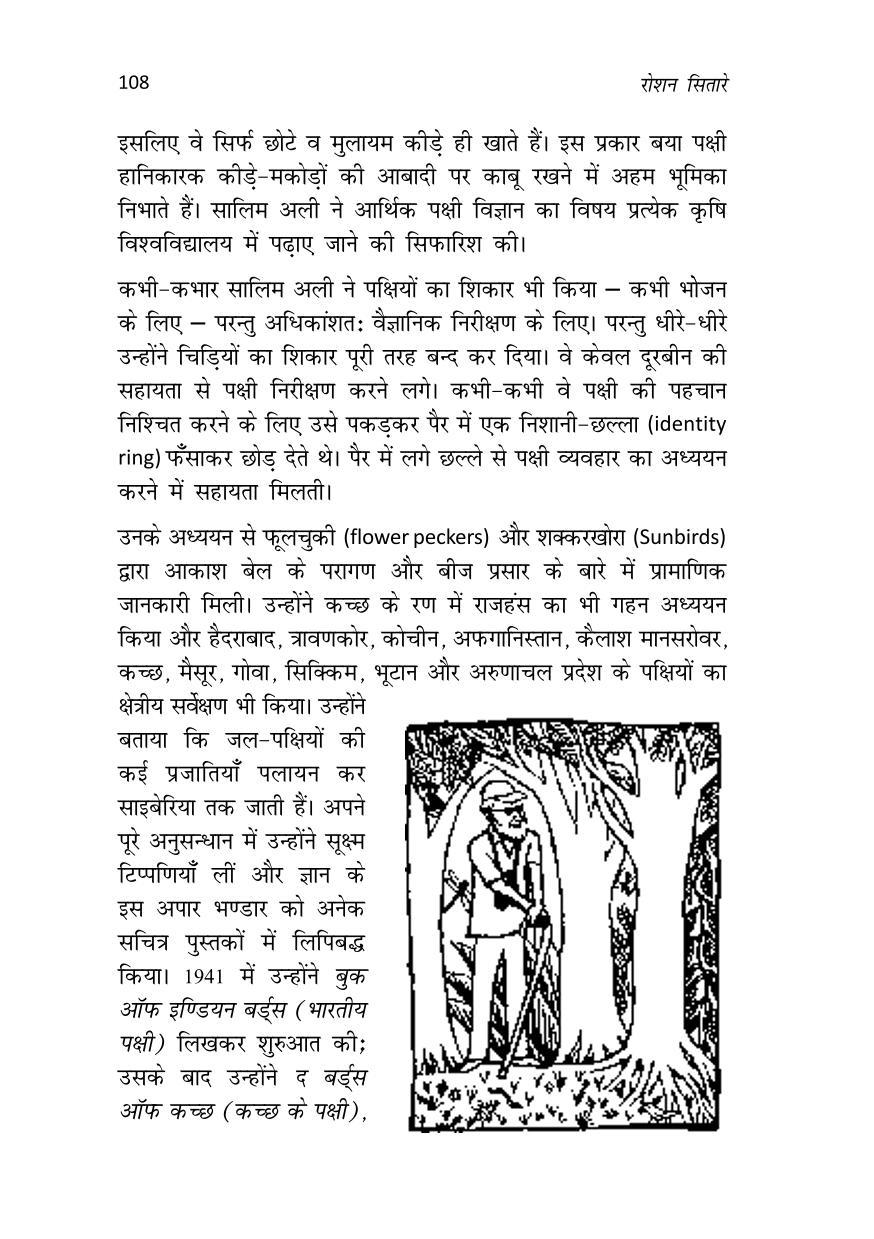 108 रोशन सितारे
इसलिए वे सिर्फ छोटे व मुलायम कीड़े ही खाते हैं। इस प्रकार बया पक्षी
हानिकारक कीड़े-मकोड़ों की आबादी पर काबू रखने में अहम भूमिका
निभाते हैं। सालिम अली ने आर्थिक पक्षी विज्ञान का विषय प्रत्येक कृषि
विश्वविद्यालय में पढ़ाए जाने की सिफारिश की।
कभी-कभार सालिम अली ने पक्षियों का शिकार भी किया – कभी भोजन
के लिए – परन्तु अधिकांशत: वैज्ञानिक निरीक्षण के लिए। परन्तु धीरे-धीरे
उन्होंने चिड़ियों का शिकार पूरी तरह बन्द कर दिया। वे केवल दूरबीन की
सहायता से पक्षी निरीक्षण करने लगे। कभी-कभी वे पक्षी की पहचान
निश्चित करने के लिए उसे पकड़कर पैर में एक निशानी-छल्ला (identity
ring) फँसाकर छोड़ देते थे। पैर में लगे छल्ले से पक्षी व्यवहार का अध्ययन
करने में सहायता मिलती।
उनके अध्ययन से फूलचुकी (flower peckers) और शक्करखोरा (Sunbirds)
द्वारा आकाश बेल के परागण और बीज प्रसार के बारे में प्रामाणिक
जानकारी मिली। उन्होंने कच्छ के रण में राजहंस का भी गहन अध्ययन
किया और हैदराबाद, त्रावणकोर, कोचीन, अफगानिस्तान, कैलाश मानसरोवर,
कच्छ, मैसूर, गोवा, सिक्किम, भूटान और अरुणाचल प्रदेश के पक्षियों का
क्षेत्रीय सर्वेक्षण भी किया। उन्होंने
बताया कि जल-पक्षियों की
कई प्रजातियाँ पलायन कर
साइबेरिया तक जाती हैं। अपने
पूरे अनुसन्धान में उन्होंने सूक्ष्म
टिप्पणियाँ लीं और ज्ञान के
इस अपार भण्डार को अनेक
सचित्र पुस्तकों में लिपिबद्ध
किया। 1941 में उन्होंने बुक
ऑफ इण्डियन बर्ड्स (भारतीय
पक्षी) लिखकर शुरुआत की;
उसके बाद उन्होंने द बर्ड्स
ऑफ कच्छ (कच्छ के पक्षी),